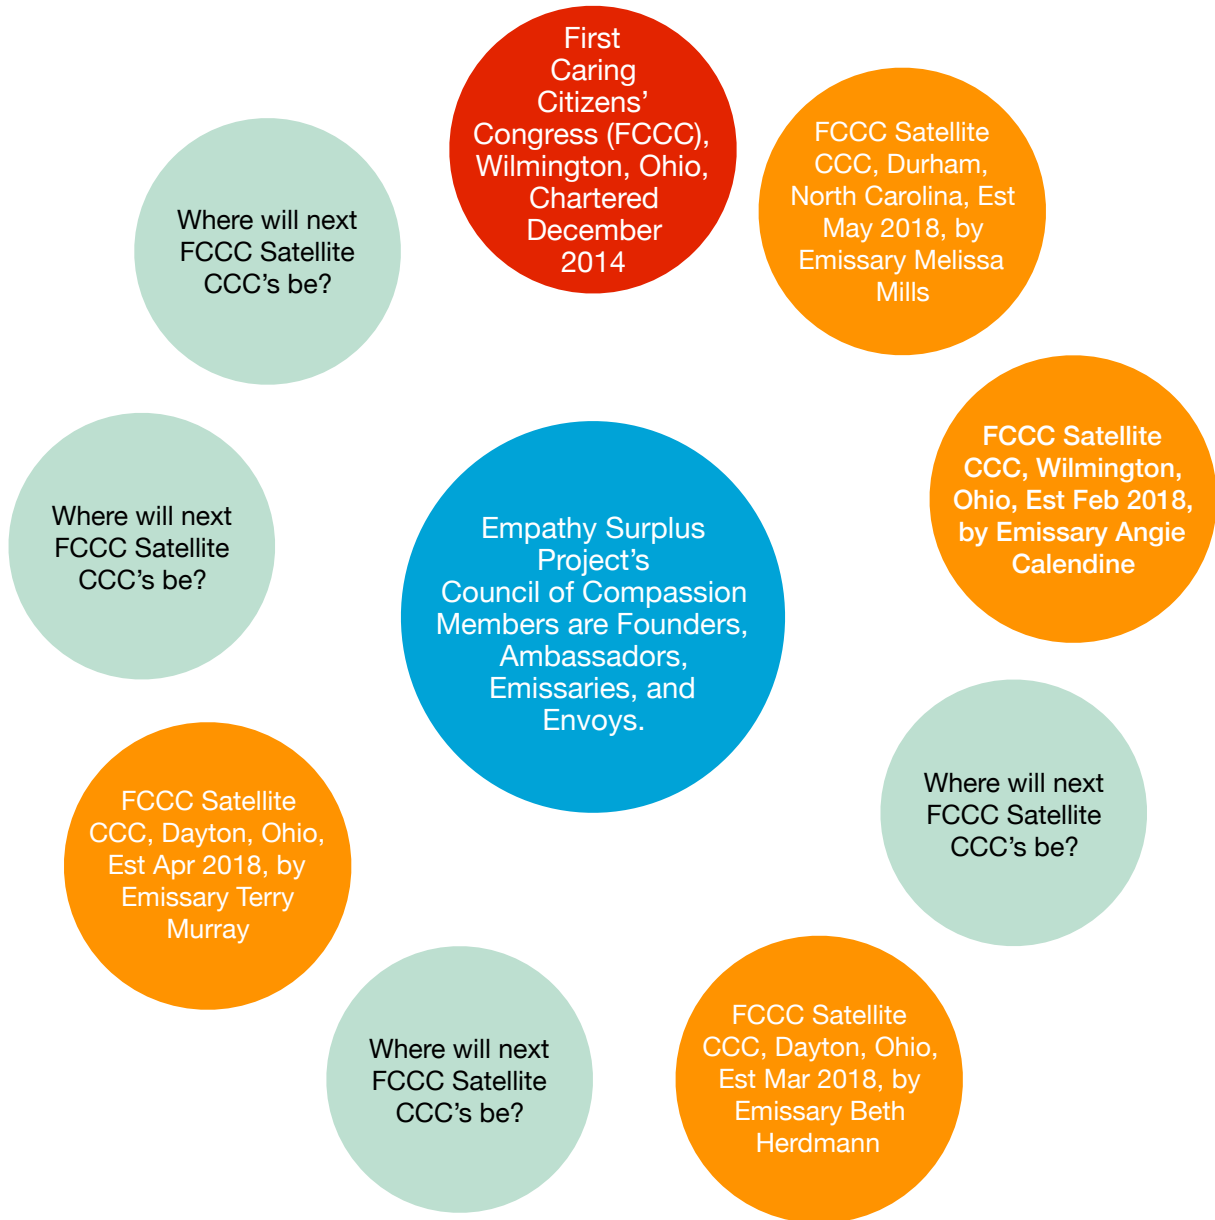 First
Caring
Citizens’
Congress (FCCC),
Wilmington, Ohio,
Chartered
December
2014
FCCC Satellite
CCC, Durham,
North Carolina, Est
May 2018, by
Emissary Melissa
Mills
FCCC Satellite
CCC, Wilmington,
Ohio, Est Feb 2018,
by Emissary Angie
Calendine
Where will next
FCCC Satellite
CCC’s be?
FCCC Satellite
CCC, Dayton, Ohio,
Est Mar 2018, by
Emissary Beth
Herdmann
Where will next
FCCC Satellite
CCC’s be?
FCCC Satellite
CCC, Dayton, Ohio,
Est Apr 2018, by
Emissary Terry
Murray
Where will next
FCCC Satellite
CCC’s be?
Where will next
FCCC Satellite
CCC’s be?
Empathy Surplus
Project’s
Council of Compassion
Members are Founders,
Ambassadors,
Emissaries, and
Envoys.